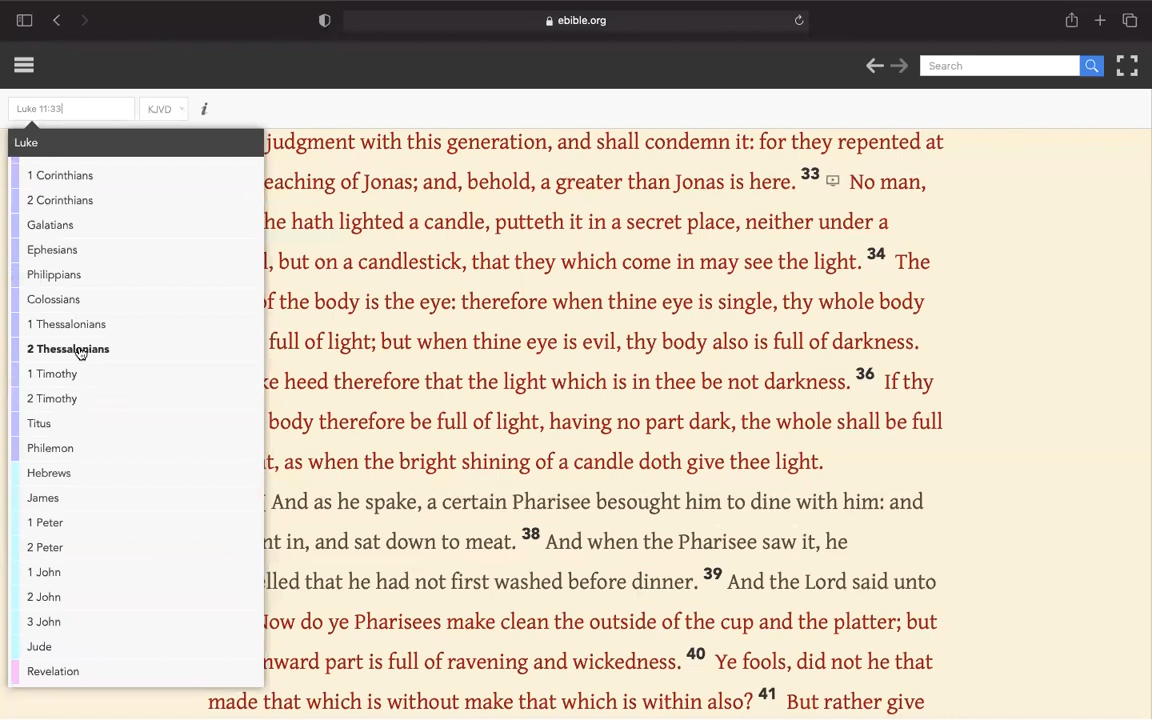 ebible.org
Search
Luke 11:33
KJVD
i
Luke
1 Corinthians
2 Corinthians
Galatians
Ephesians
Philippians
Colossians
1 Thessalonians
2 Thessalonians
1 Timothy
2 Timothy
Titus
Philemon
Hebrews
James
1 Peter
2 Peter
1 John
2 John
3 John
Jude
Revelation
judgment with this generation, and shall condemn it: for they repented at
eaching of Jonas; and, behold, a greater than Jonas is here. 33 No man,
he hath lighted a candle, putteth it in a secret place, neither under a
, but on a candlestick, that they which come in may see the light. 34 The
of the body is the eye: therefore when thine eye is single, thy whole body
full of light; but when thine eye is evil, thy body also is full of darkness.
ke heed therefore that the light which is in thee be not darkness. 36 If thy
body therefore be full of light, having no part dark, the whole shall be full
t, as when the bright shining of a candle doth give thee light.
And as he spake, a certain Pharisee besought him to dine with him: and
nt in, and sat down to meat. 38 And when the Pharisee saw it, he
lled that he had not first washed before dinner. 39 And the Lord said unto
Now do ye Pharisees make clean the outside of the cup and the platter; but
nward part is full of ravening and wickedness. 40 Ye fools, did not he that
made that which is without make that which is within also? 41 But rather give